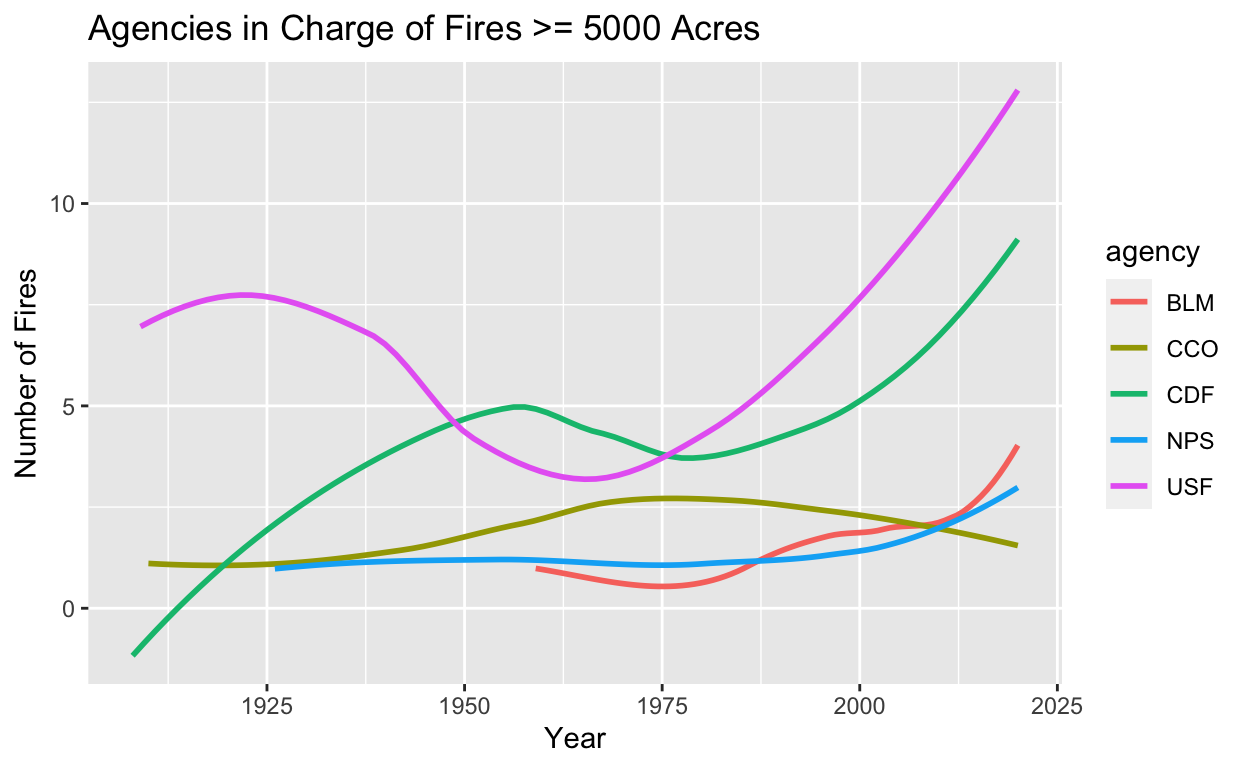 Agencies in Charge of Fires >= 5000 Acres
10
5
0
Number of Fires
1925
1950
1975
2000
2025
Year
agency
BLM
CCO
CDF
NPS
USF